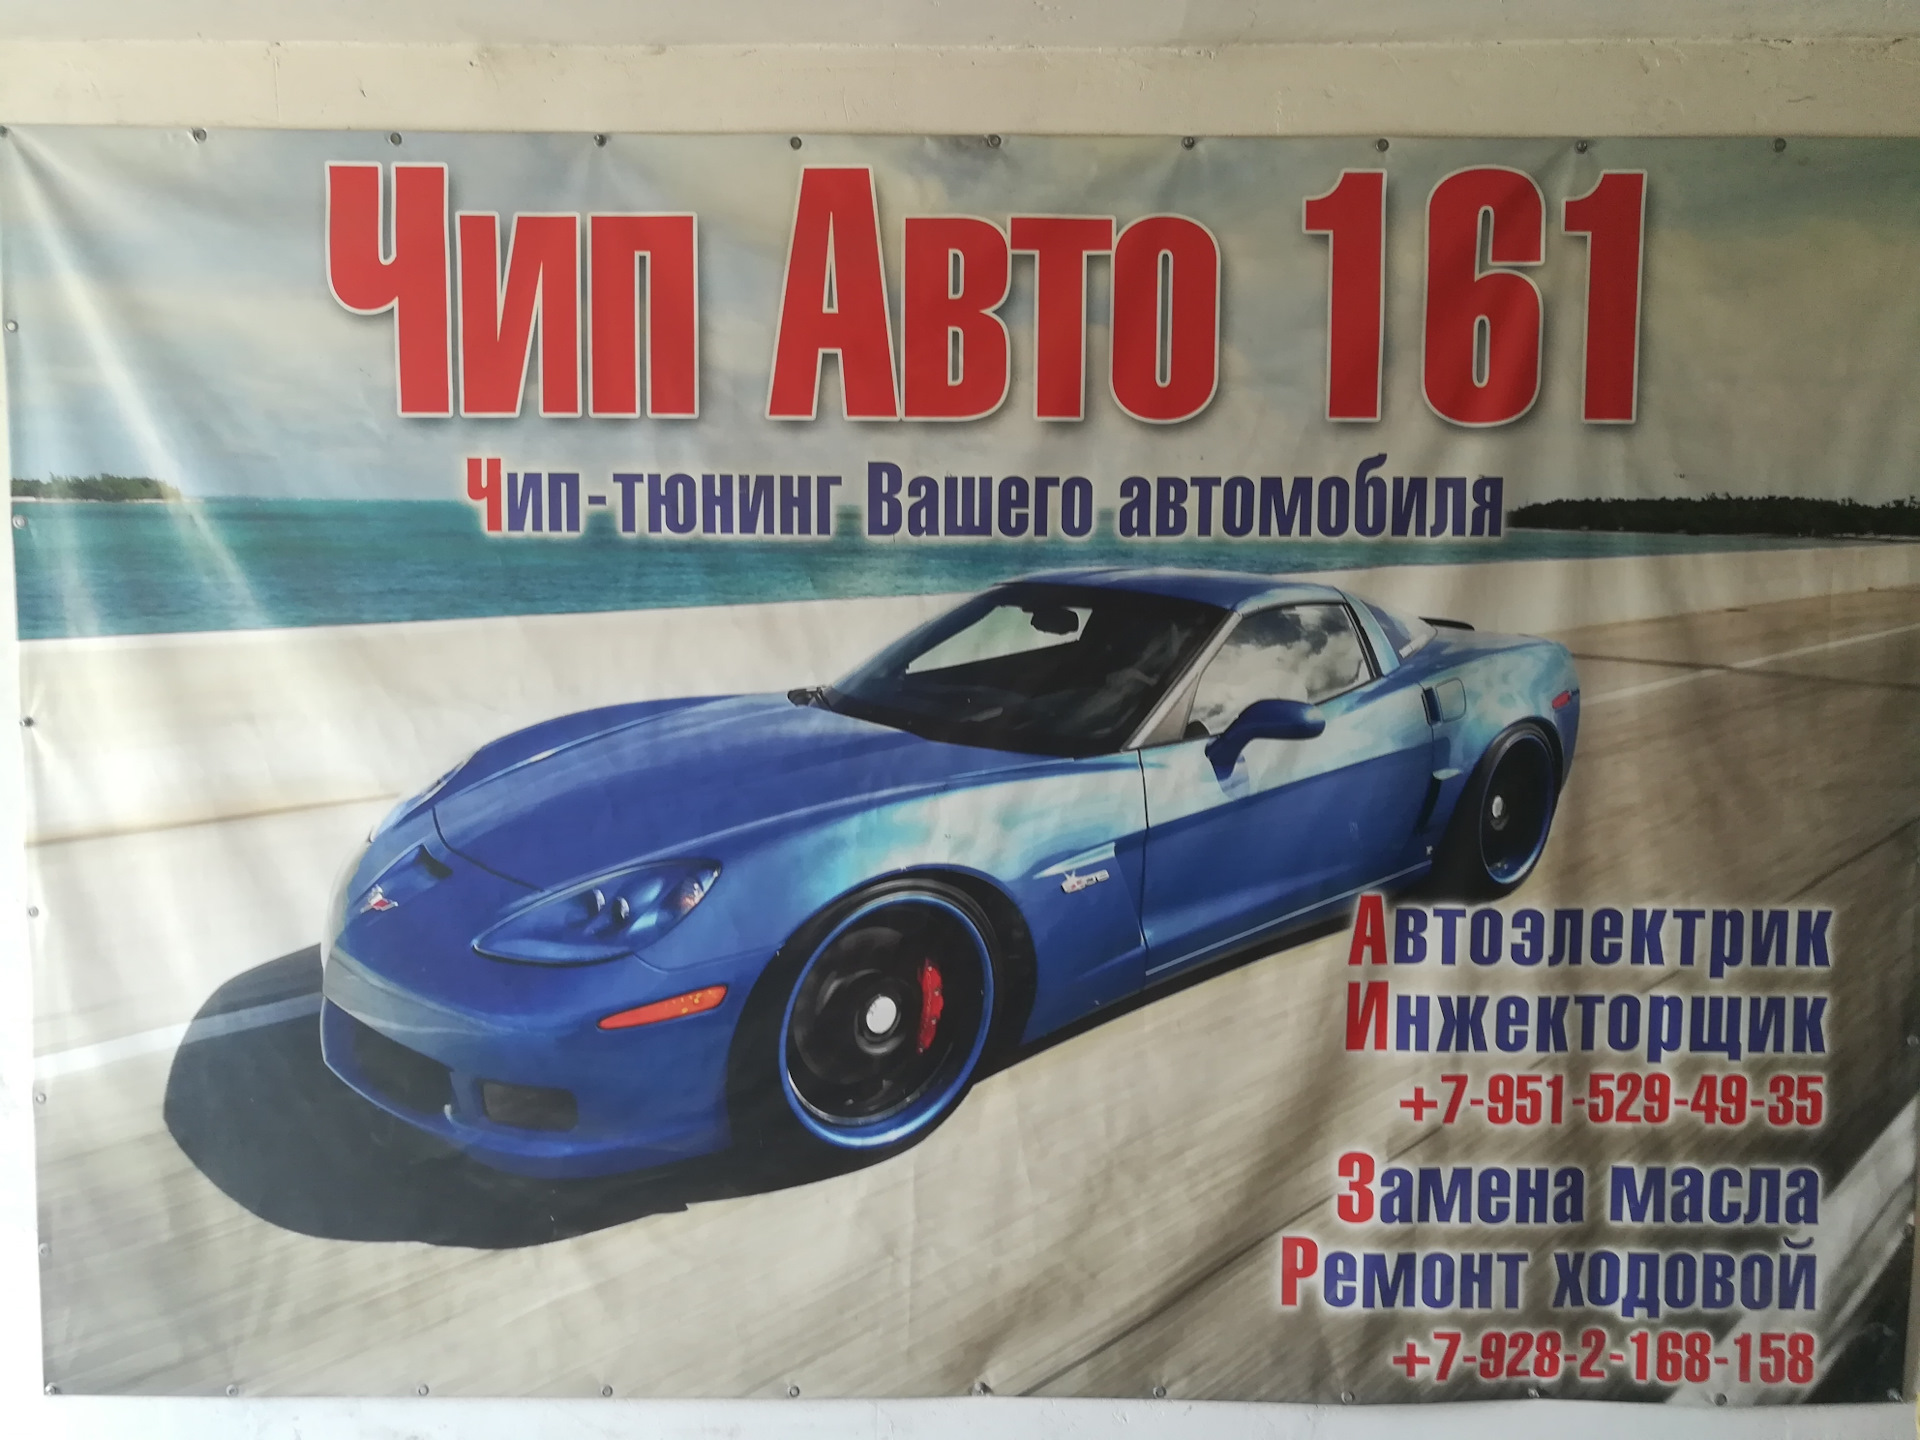 Чип Авто 161
Чип-тюнинг Вашего автомобиля
Автоэлектрик
Инжекторщик
+7-951-529-49-35
Замена масла
Ремонт ходовой
+7-928-2-168-158